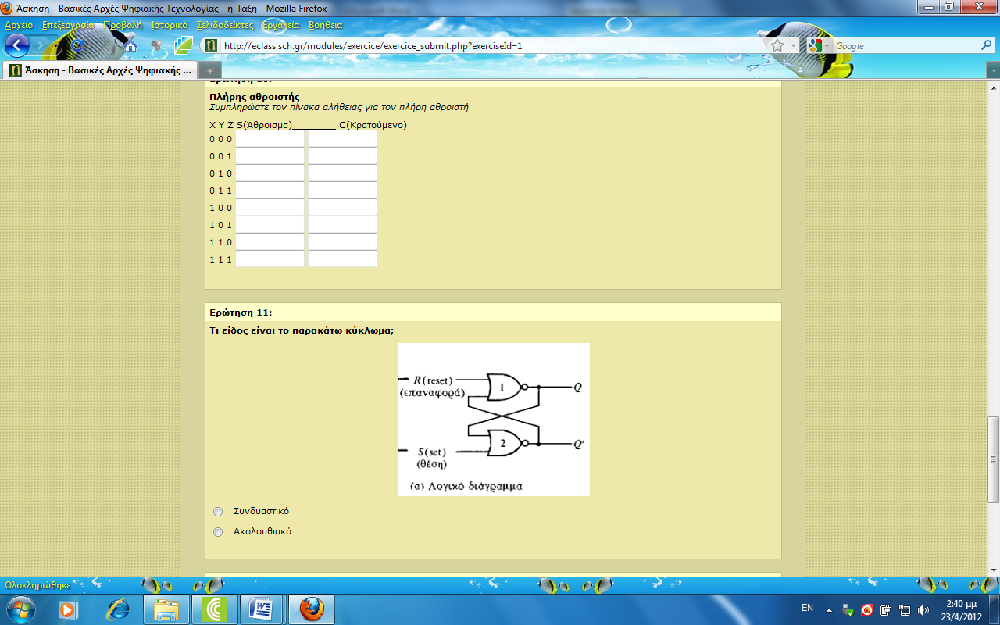 Άσκηση - Βασικές Αρχές Ψηφιακής Τεχνολογίας - η-Τάξη - Mozilla Firefox
Αρχείο Επεξεργασία Προβολή Ιστορικό Σελιδοδείκτες Εργαλεία Βοήθεια
http://eclass.sch.gr/modules/exercice/exercice_submit.php?exerciseId=1
Google
Άσκηση - Βασικές Αρχές Ψηφιακής ...
Πλήρης αθροιστής
Συμπληρώστε τον πίνακα αλήθειας για τον πλήρη αθροιστή
X Y Z S(Άθροισμα)________ C(Κρατούμενο)
0 0 0
0 0 1
0 1 0
0 1 1
1 0 0
1 0 1
1 1 0
1 1 1
Ερώτηση 11:
Τι είδος είναι το παρακάτω κύκλωμα;
R(reset)
(επαναφορά)
1
Q
2
Q'
S(set)
(θέση)
(α) Λογικό διάγραμμα
Συνδυαστικό
Ακολουθιακό
Ολοκληρώθηκε
EN
2:40 μμ
23/4/2012